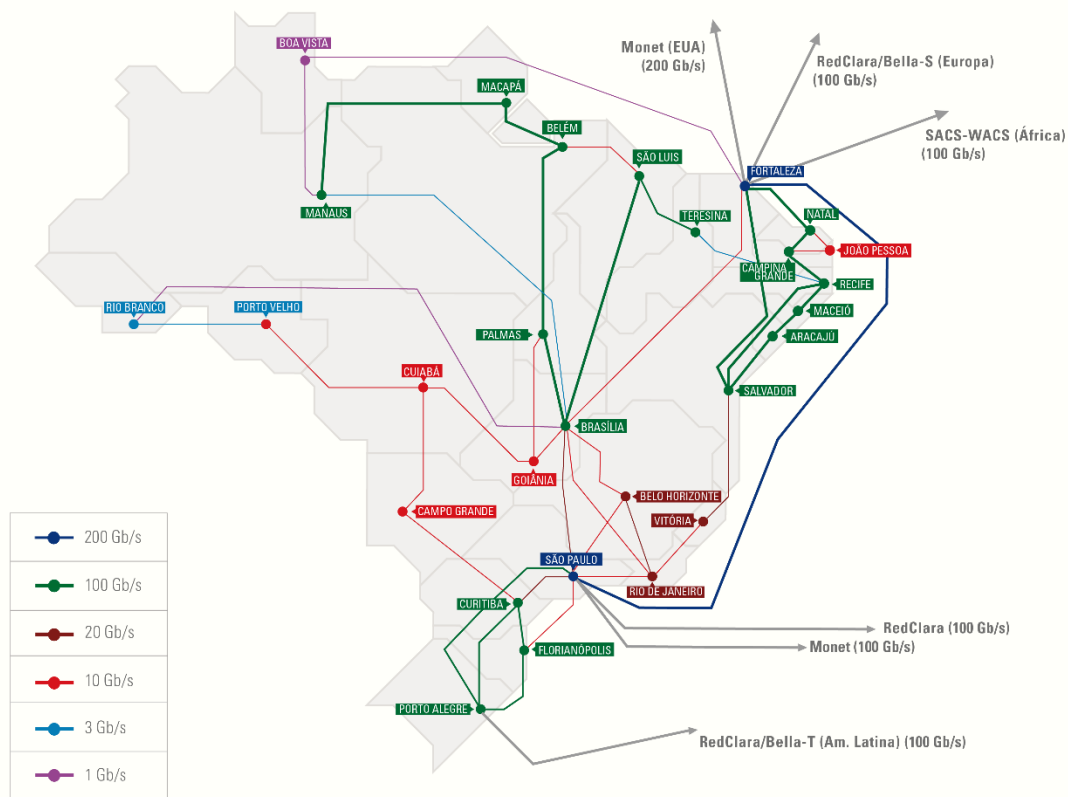 Monet (EUA)
(200 Gb/s)
RedClara/Bella-S (Europa)
(100 Gb/s)
SACS-WACS (África)
(100 Gb/s)
BOA VISTA
MACAPÁ
BELÉM
SÃO LUIS
FORTALEZA
MANAUS
TERESINA
NATAL
JOÃO PESSOA
CAMPINA
GRANDE
RECIFE
RIO BRANCO
PORTO VELHO
MACEIÓ
PALMAS
ARACAJÚ
CUIABÁ
SALVADOR
BRASÍLIA
GOIÂNIA
BELO HORIZONTE
CAMPO GRANDE
VITÓRIA
SÃO PAULO
RIO DE JANEIRO
CURITIBA
FLORIANÓPOLIS
PORTO ALEGRE
RedClara (100 Gb/s)
Monet (100 Gb/s)
RedClara/Bella-T (Am. Latina) (100 Gb/s)
200 Gb/s
100 Gb/s
20 Gb/s
10 Gb/s
3 Gb/s
1 Gb/s